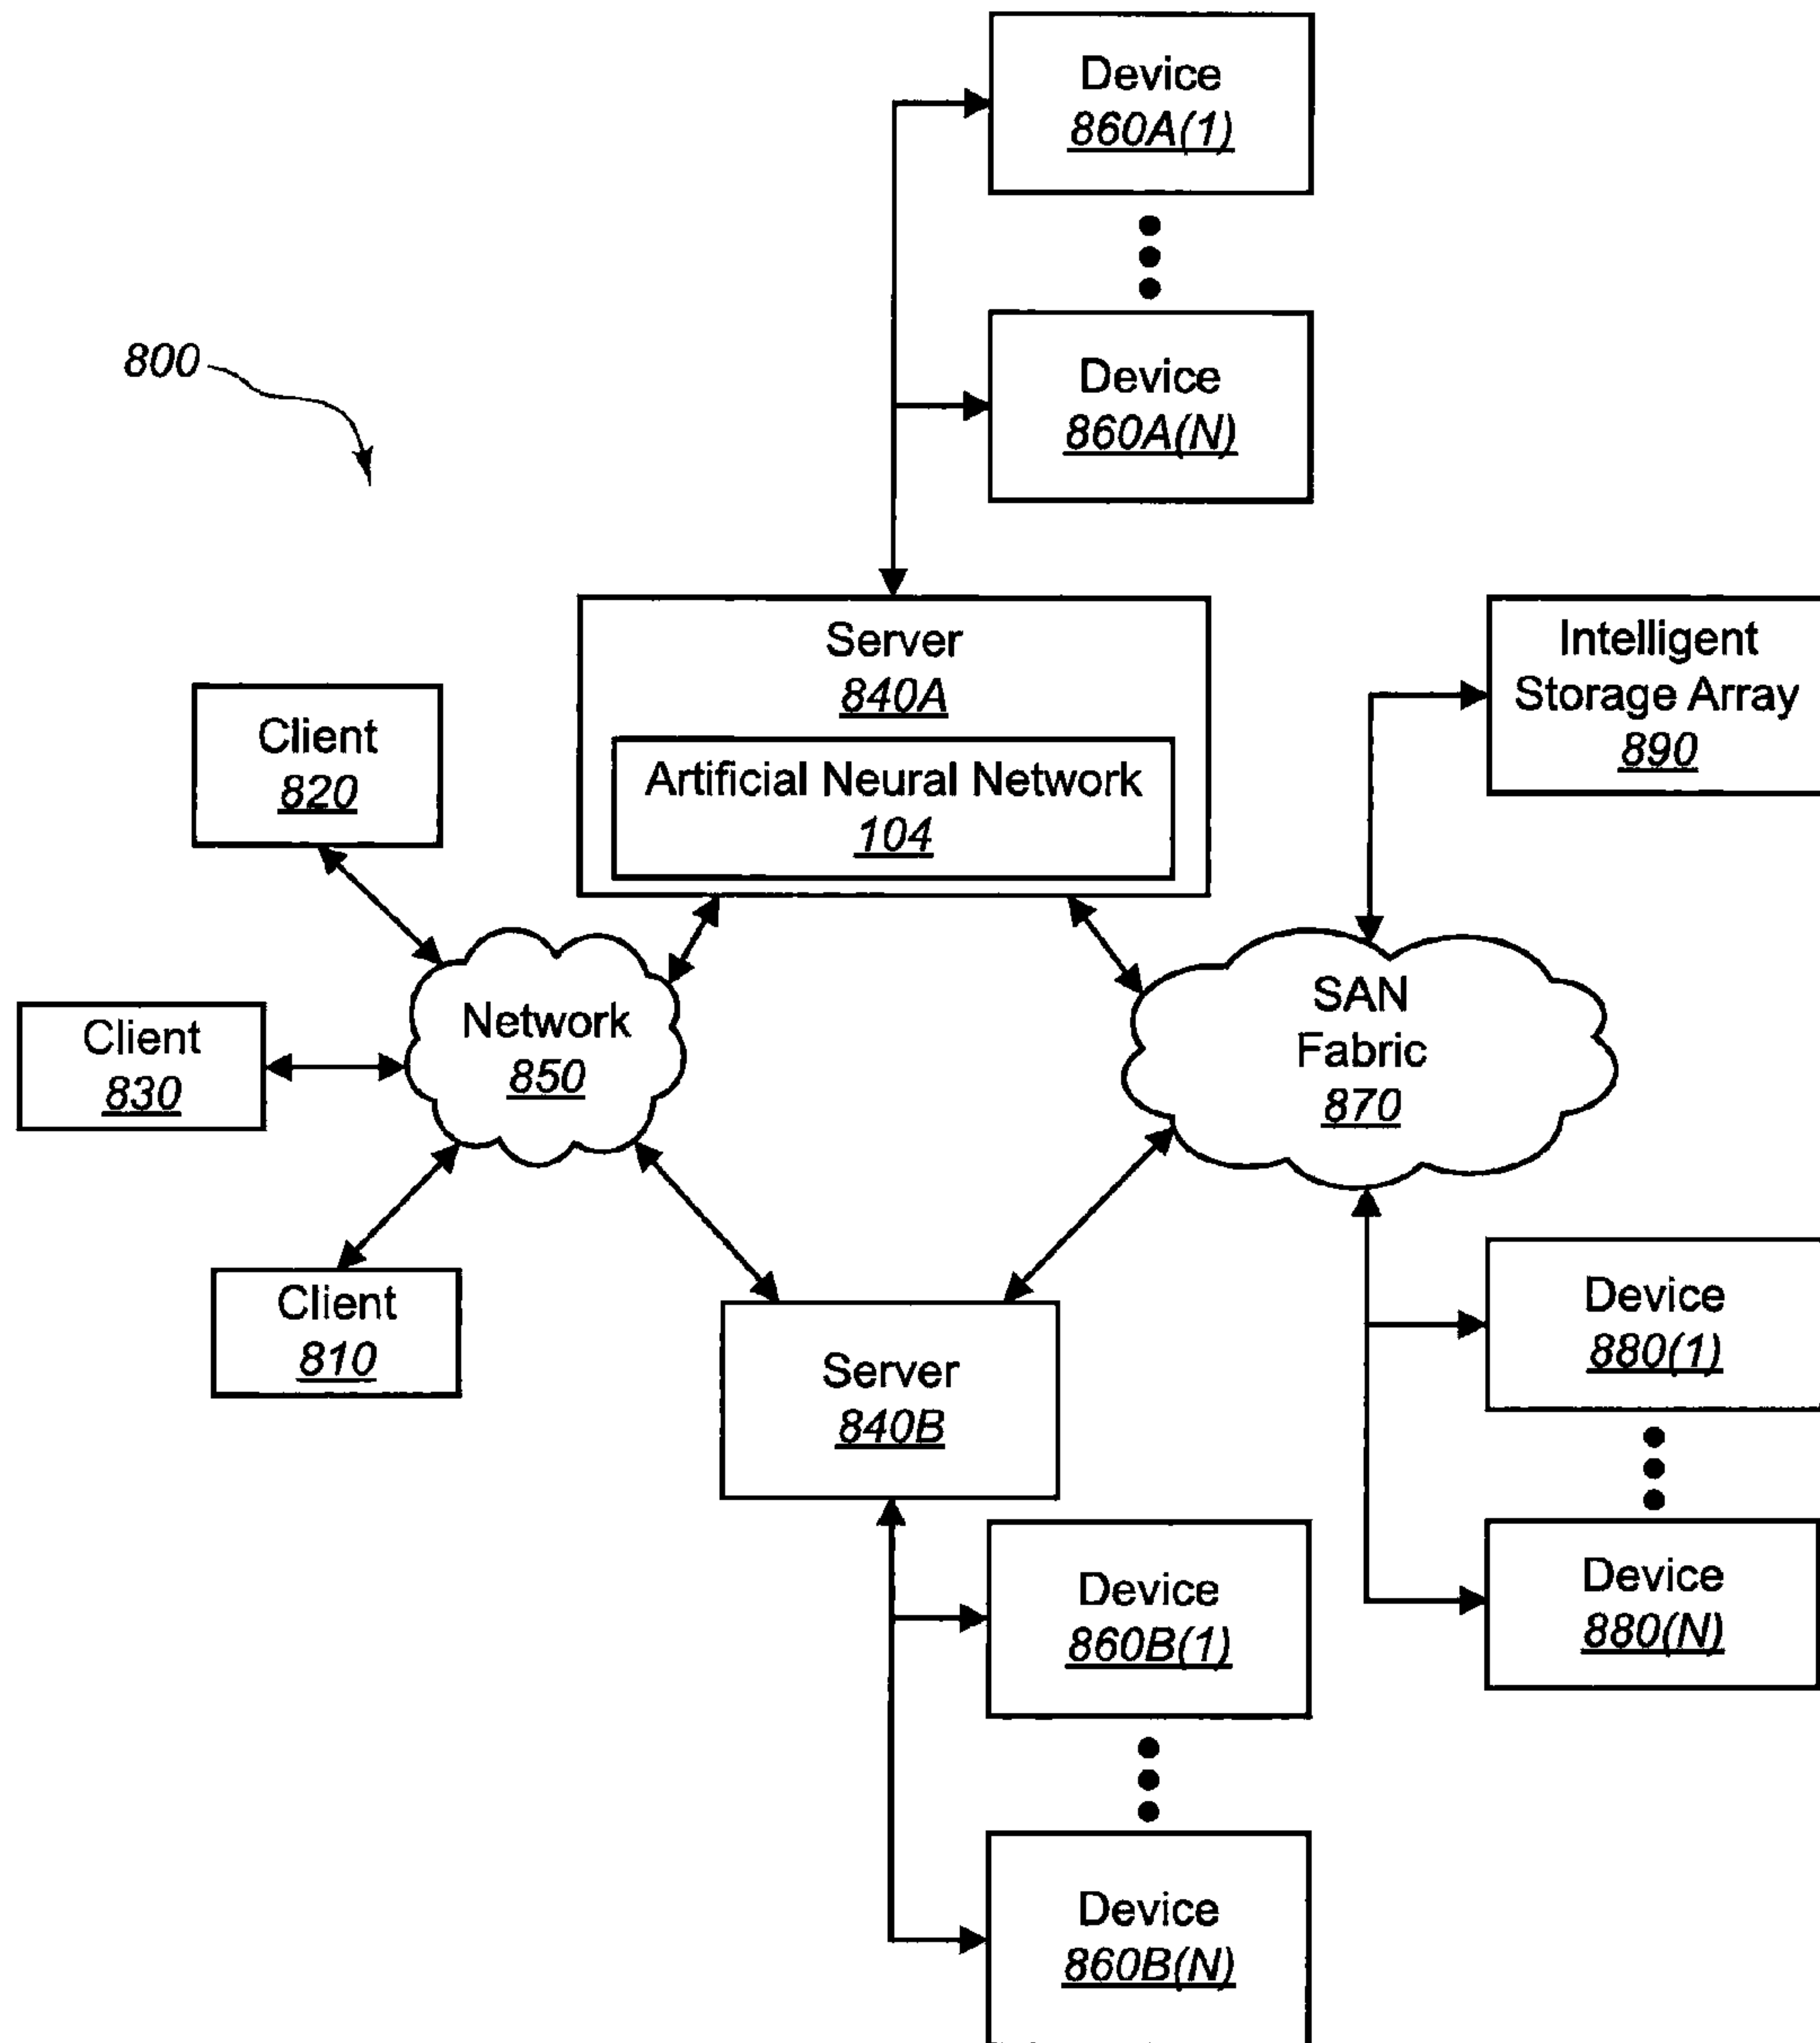 Device
860A(1)
Device
860A(N)
800
Server
840A
Artificial Neural Network
104
Intelligent
Storage Array
890
Client
820
Client
830
Network
850
SAN
Fabric
870
Client
810
Server
840B
Device
880(1)
Device
880(N)
Device
860B(1)
Device
860B(N)